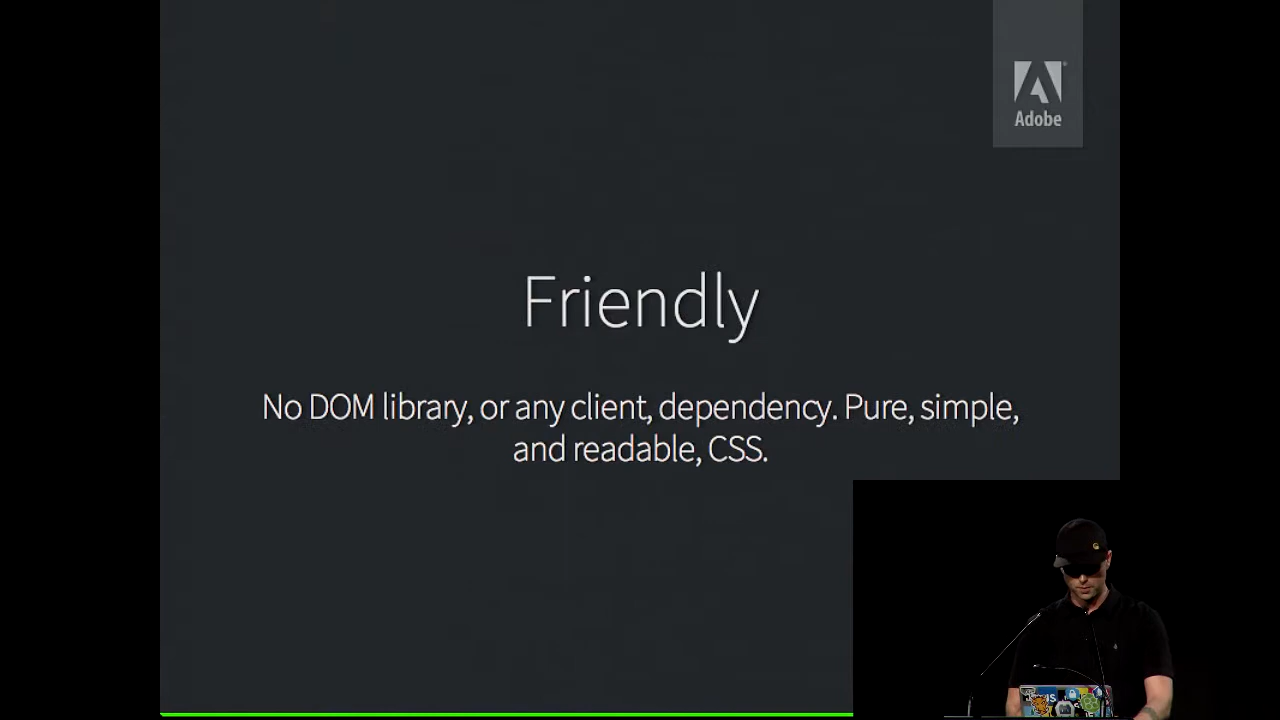 Adobe
Friendly
No DOM library, or any client, dependency. Pure, simple,
and readable, CSS.